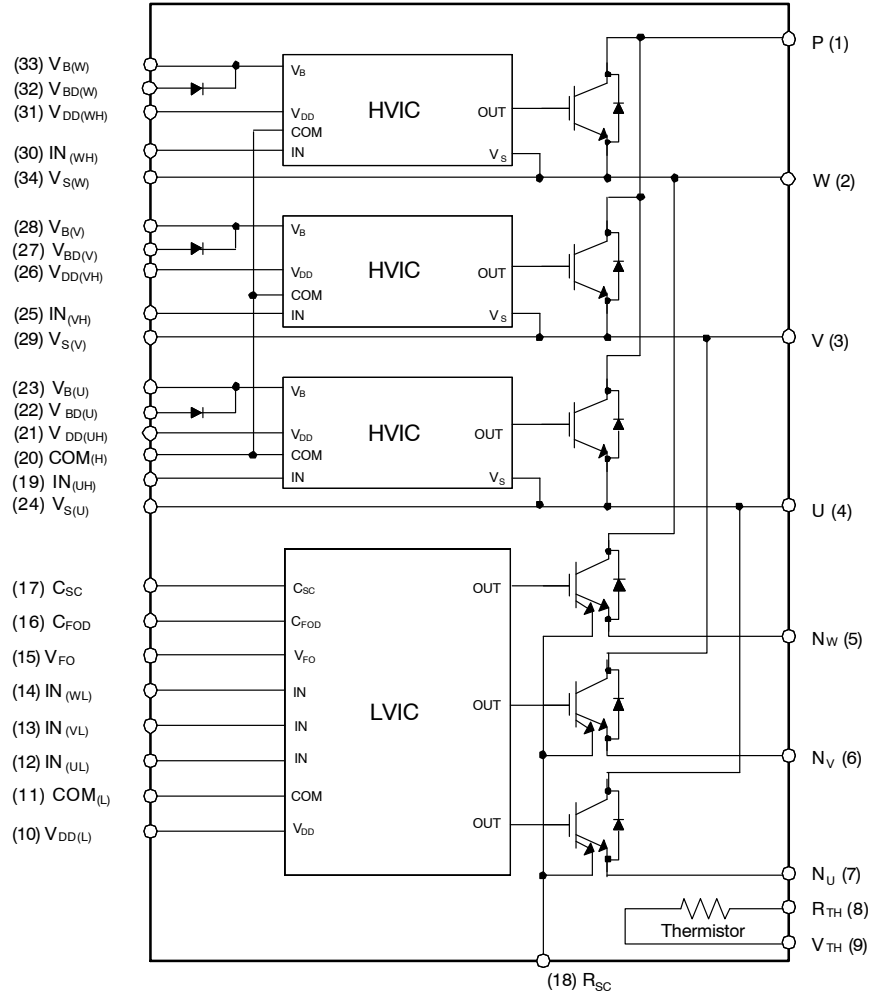 (33) VB(W)
(32) VBD(W)
(31) VDD(WH)
(30) IN(WH)
(34) VS(W)
VB
VDD
COM
IN
HVIC
OUT
VS
P (1)
W (2)
(28) VB(V)
(27) VBD(V)
(26) VDD(VH)
(25) IN(VH)
(29) VS(V)
VB
VDD
COM
IN
HVIC
OUT
VS
V (3)
(23) VB(U)
(22) VBD(U)
(21) VDD(UH)
(20) COM(H)
(19) IN(UH)
(24) VS(U)
VB
VDD
COM
IN
HVIC
OUT
VS
U (4)
(17) CSC
(16) CFOD
(15) VFO
(14) IN(WL)
(13) IN(VL)
(12) IN(UL)
(11) COM(L)
(10) VDD(L)
CSC
CFOD
VFO
IN
IN
IN
COM
VDD
LVIC
OUT
OUT
OUT
NW (5)
NV (6)
NU (7)
RTH (8)
Thermistor
VTH (9)
(18) RSC